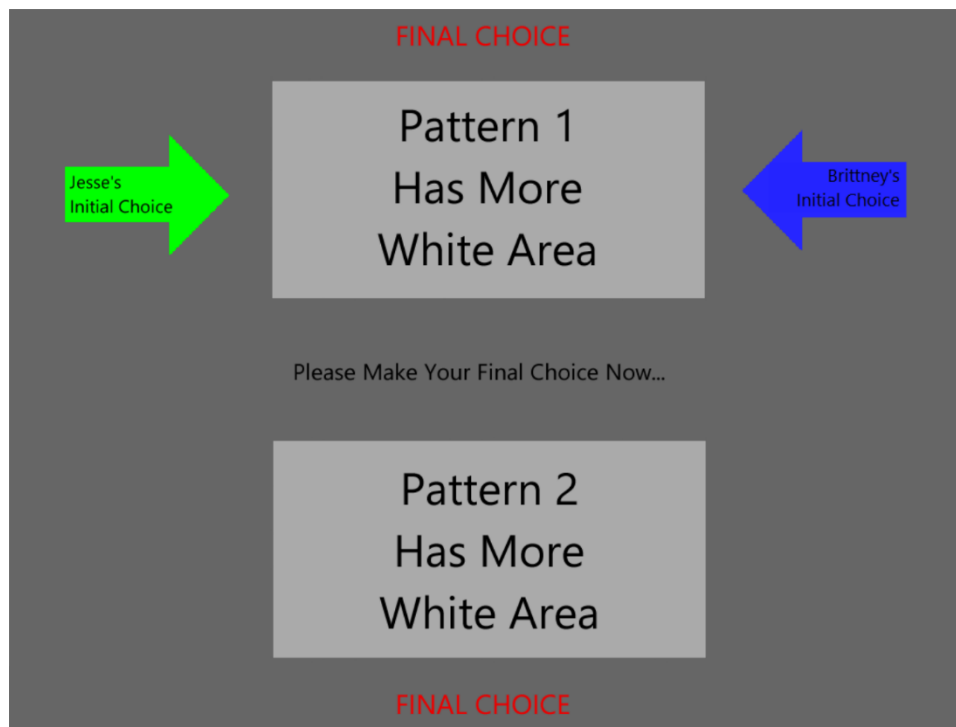 FINAL CHOICE
Pattern 1
Has More
White Area
Jesse's
Initial Choice
Brittney's
Initial Choice
Please Make Your Final Choice Now...
Pattern 2
Has More
White Area
FINAL CHOICE